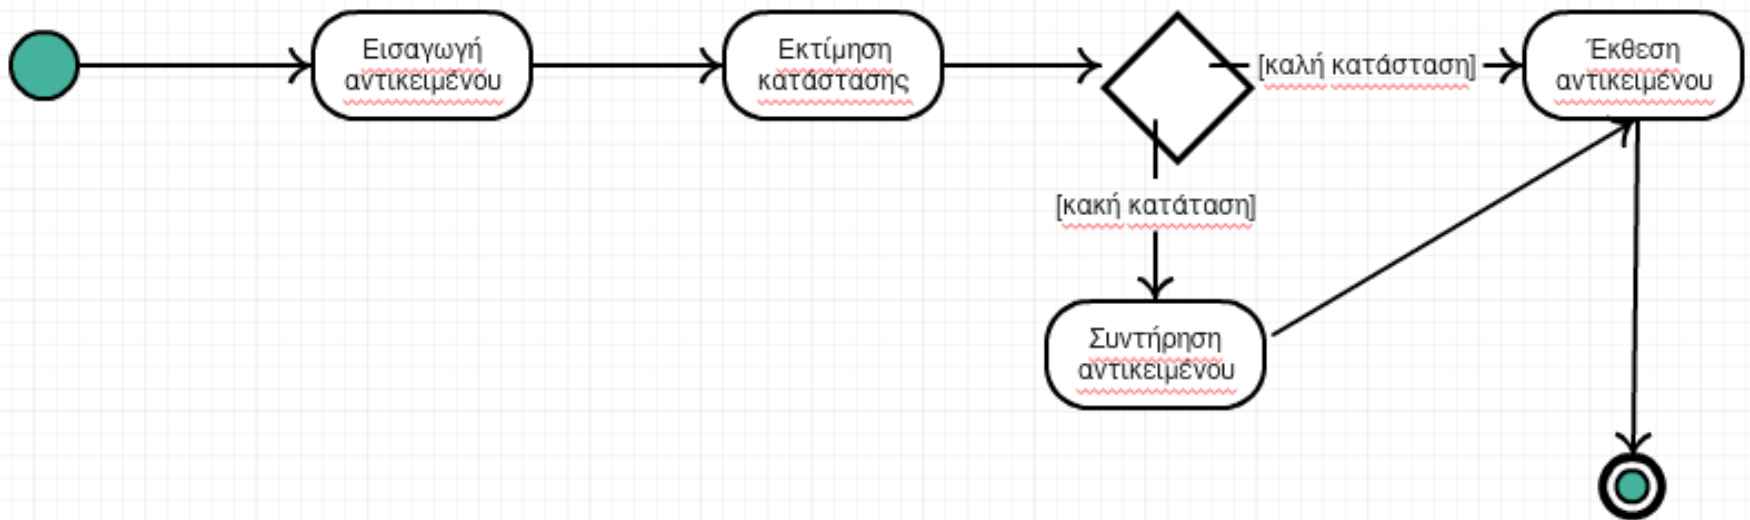 Εισαγωγή
αντικειμένου
Εκτίμηση
κατάστασης
[καλή κατάσταση]
Έκθεση
αντικειμένου
[κακή κατάταση]
Συντήρηση
αντικειμένου